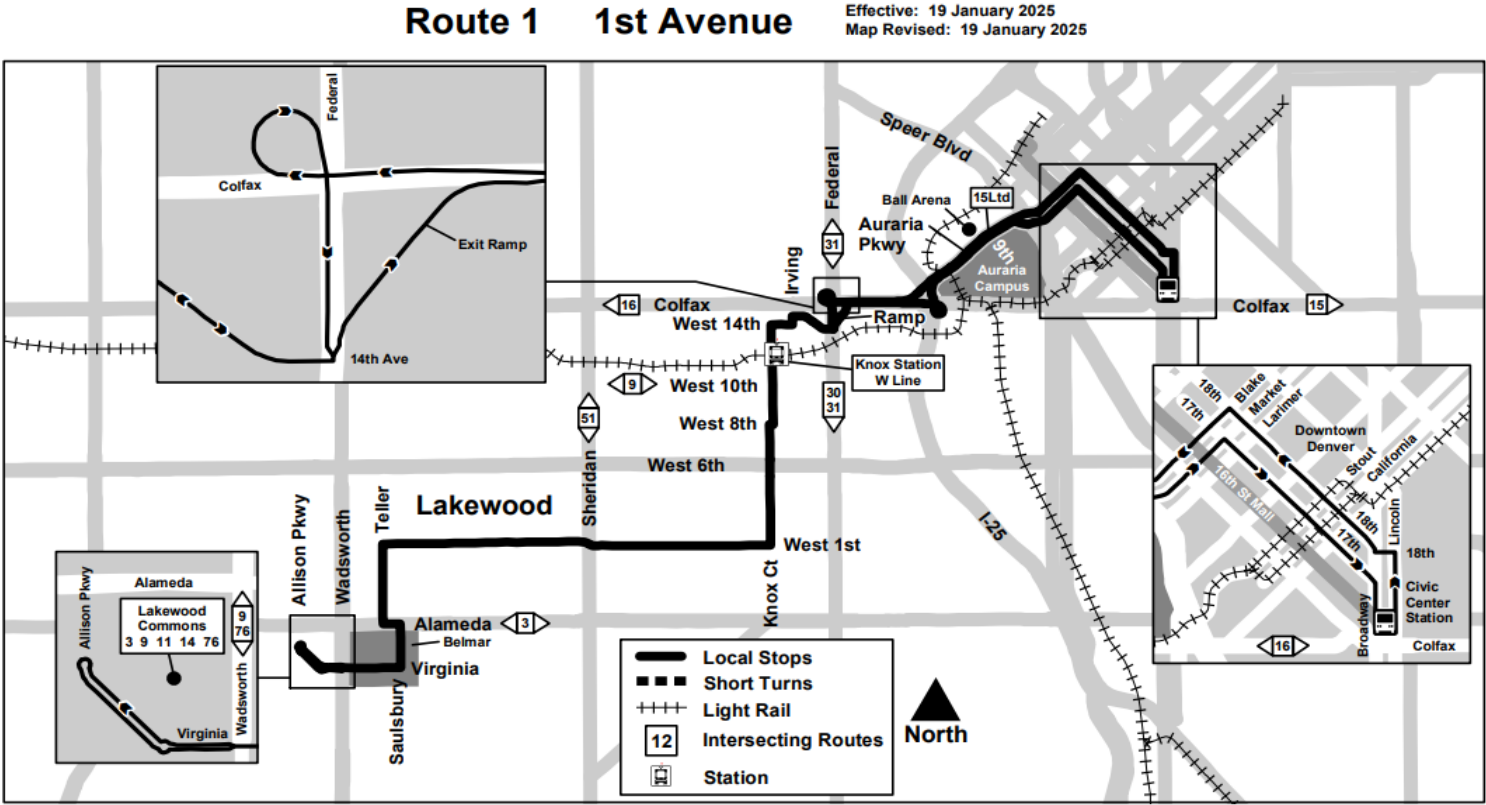 Route 1 1st Avenue
Effective: 19 January 2025
Map Revised: 19 January 2025
Federal
Colfax
Exit Ramp
14th Ave
Speer Blvd
Federal
31
Ball Arena
15Ltd
Auraria
Pkwy
9th
Auraria
Campus
Irving
16
Colfax
West 14th
Ramp
Colfax
15
Knox Station
W Line
9
West 10th
30
31
51
West 8th
West 6th
Sheridan
I-25
Lakewood
Teller
Allison Pkwy
Wadsworth
West 1st
Knox Ct
Alameda
3
Belmar
Virginia
Saulsbury
Allison Pkwy
Alameda
Lakewood
Commons
3 9 11 14 76
9
76
Wadsworth
Virginia
18th
17th
Blake
Market
Larimer
Downtown
Denver
Stout
California
16th St Mall
18th
17th
Lincoln
18th
Civic
Center
Station
Broadway
16
Colfax
Local Stops
Short Turns
Light Rail
12
Intersecting Routes
Station
North